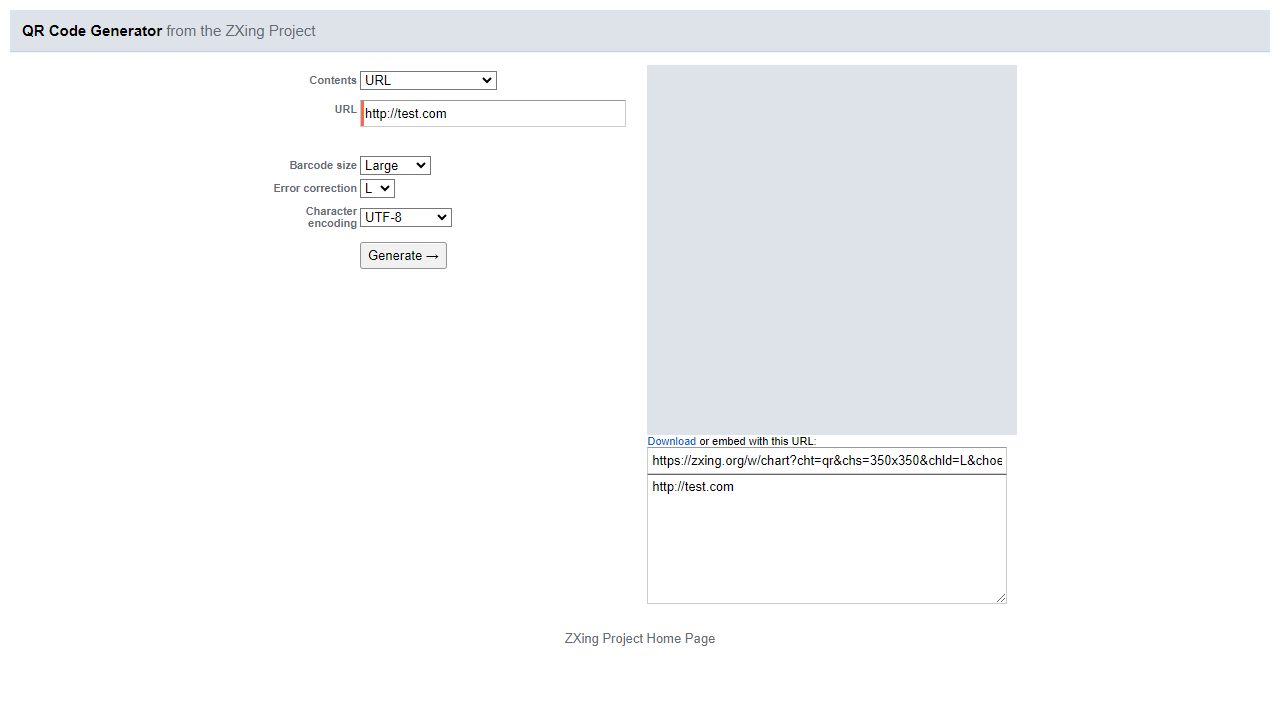 QR Code Generator from the ZXing Project
Contents URL
URL http://test.com
Barcode size Large
Error correction L
Character encoding UTF-8
Generate →
Download or embed with this URL:
https://zxing.org/w/chart?cht=qr&chs=350x350&chld=L&choe
http://test.com
ZXing Project Home Page